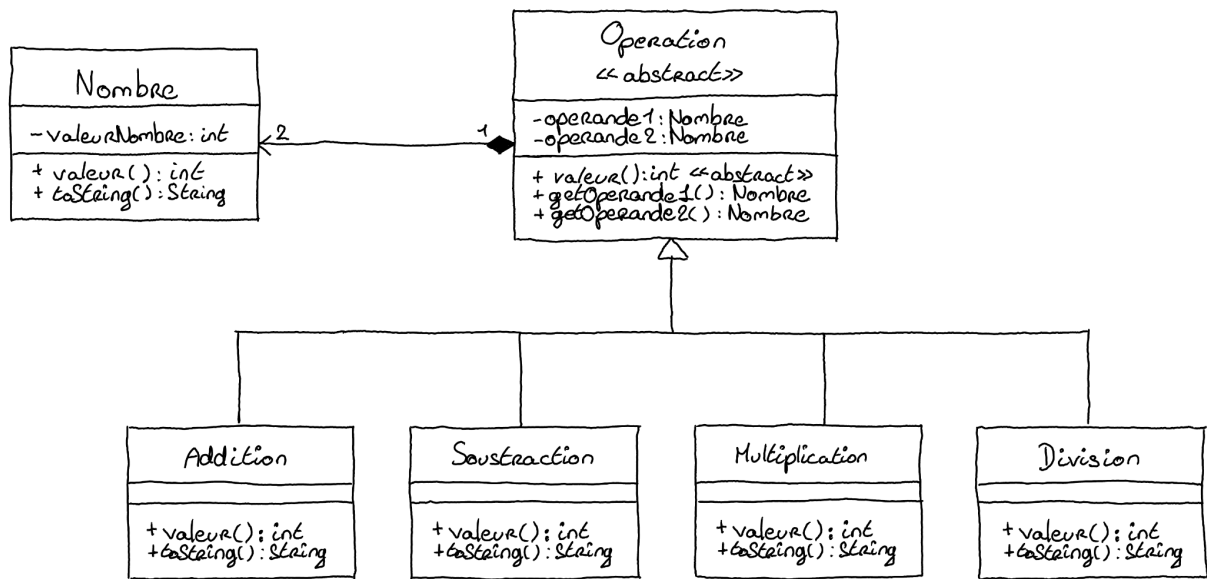 Nombre
-valeurNombre: int
+ valeur(): int
+ toString(): String
2
1
Operation
<<abstract>>
-operande1: Nombre
-operande2: Nombre
+ valeur(): int <<abstract>>
+ getOperande1(): Nombre
+ getOperande2(): Nombre
Addition
+ valeur(): int
+toString(): String
Soustraction
+ valeur(): int
+toString(): String
Multiplication
+ valeur(): int
+toString(): String
Division
+ valeur(): int
+toString(): String